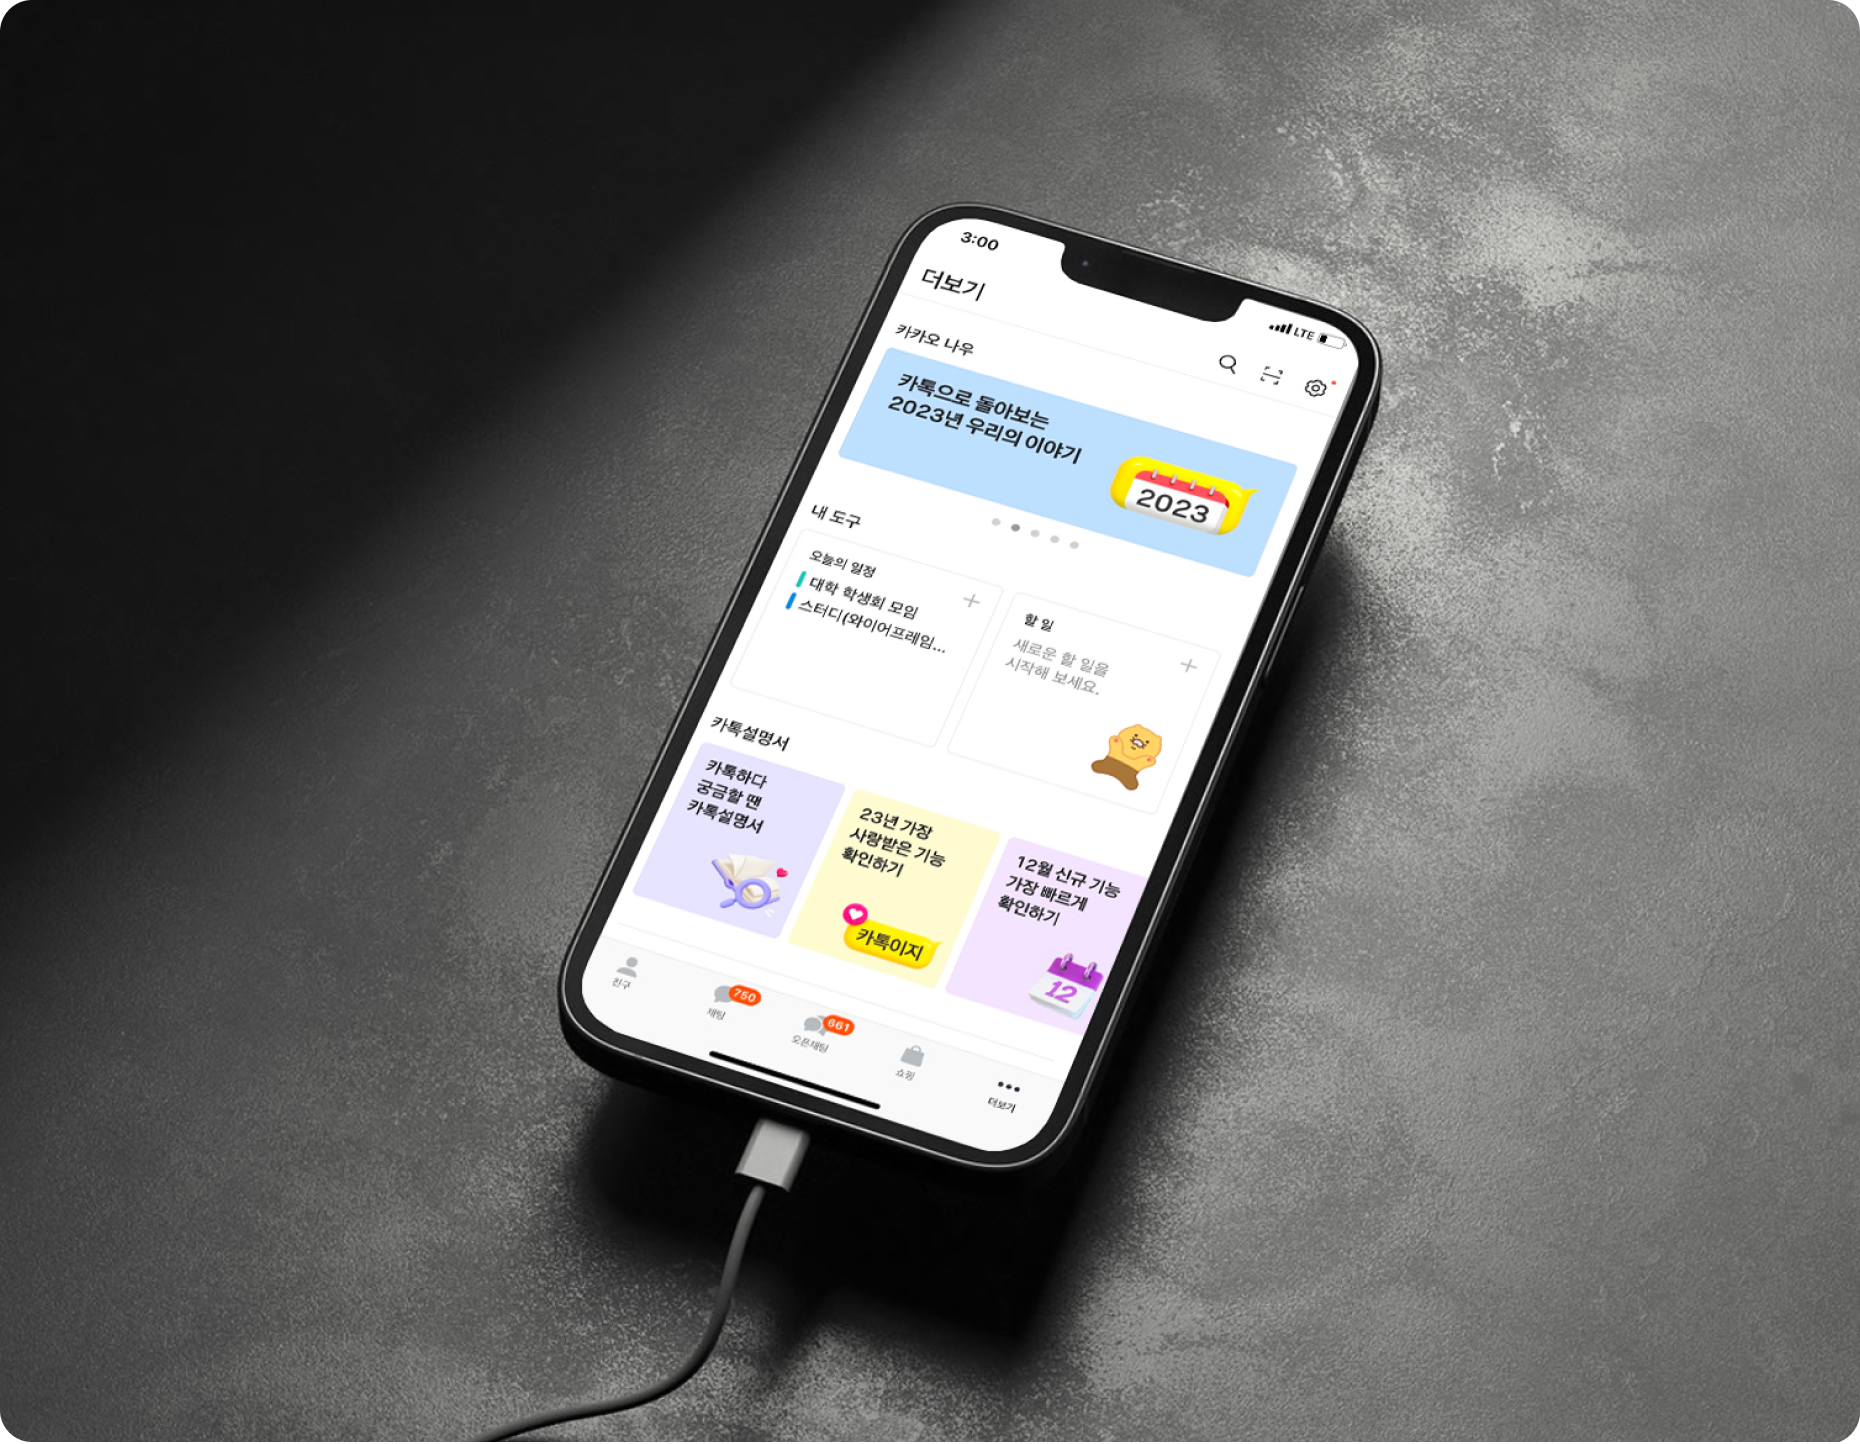 3:00
LTE
더보기
카카오 나우
카톡으로 돌아보는
2023년 우리의 이야기
2023
내 도구
오늘의 일정
대학 학생회 모임
스터디(와이어프레임...
할 일
새로운 할 일을
시작해 보세요.
카톡설명서
카톡하다
궁금할 땐
카톡설명서
23년 가장
사랑받은 기능
확인하기
카톡이지
12월 신규 기능
가장 빠르게
확인하기
12
친구
750
채팅
661
오픈채팅
쇼핑
더보기